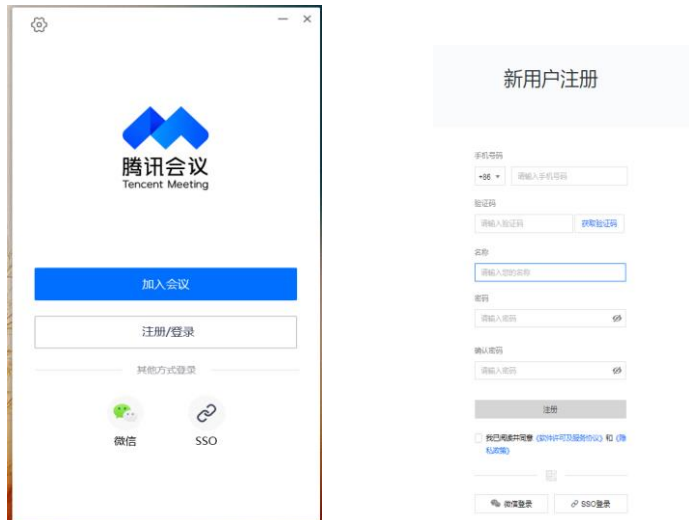 腾讯会议
Tencent Meeting
加入会议
注册/登录
其他方式登录
微信
SSO
新用户注册
手机号码
+86
请输入手机号码
验证码
请输入验证码
获取验证码
名称
请输入您的名称
密码
请输入密码
确认密码
请输入密码
注册
我已阅读并同意《软件许可及服务协议》和《隐
私政策》
微信登录
SSO登录